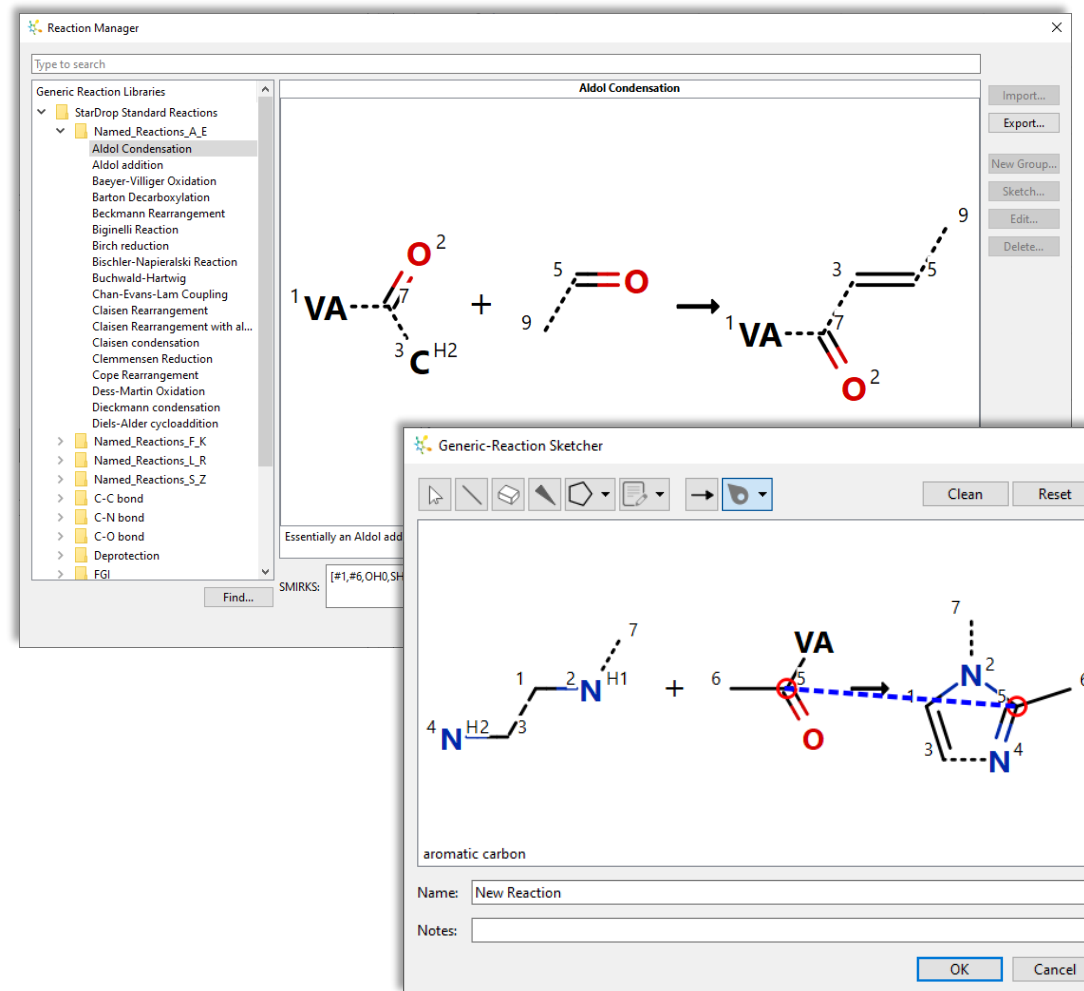 Reaction Manager
Type to search
Generic Reaction Libraries
StarDrop Standard Reactions
Named_Reactions_A_E
Aldol Condensation
Aldol addition
Baeyer-Villiger Oxidation
Barton Decarboxylation
Beckmann Rearrangement
Biginelli Reaction
Birch reduction
Bischler-Napieralski Reaction
Buchwald-Hartwig
Chan-Evans-Lam Coupling
Claisen Rearrangement
Claisen Rearrangement with al...
Claisen condensation
Clemmensen Reduction
Cope Rearrangement
Dess-Martin Oxidation
Dieckmann condensation
Diels-Alder cycloaddition
Named_Reactions_F_K
Named_Reactions_L_R
Named_Reactions_S_Z
C-C bond
C-N bond
C-O bond
Deprotection
FGI
Find...
Aldol Condensation
1 VA 7 O 2
3 C H2
+
5 O
9
1 VA 7 3 5 9
O 2
Essentially an Aldol add
SMIRKS: [#1,#6,OH0,SH
Import...
Export...
New Group...
Sketch...
Edit...
Delete...
Generic-Reaction Sketcher
Clean Reset
4 N H2 3 1 2 N H1 7
+
6 5 VA
O
7
N 2
1 5 6
3 N 4
aromatic carbon
Name: New Reaction
Notes:
OK Cancel